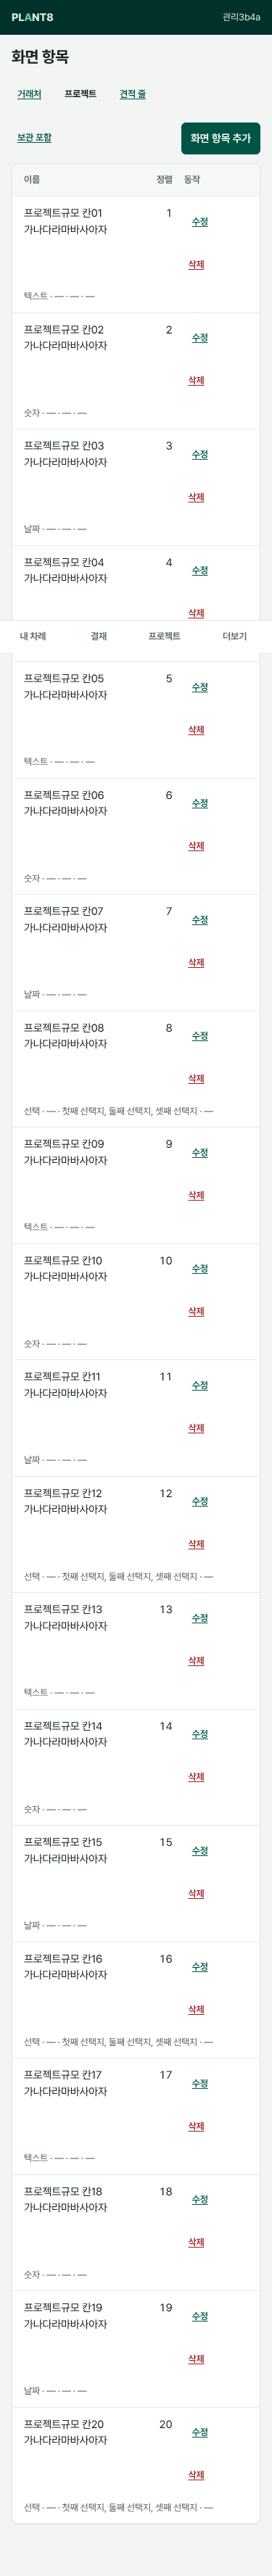 PLANT8 관리3b4a
화면 항목
거래처 프로젝트 견적 줄
보관 포함 화면 항목 추가
이름 정렬 동작
프로젝트규모 칸01 1 수정
가나다라마바사아자
삭제
텍스트 · — · — · —
프로젝트규모 칸02 2 수정
가나다라마바사아자
삭제
숫자 · — · — · —
프로젝트규모 칸03 3 수정
가나다라마바사아자
삭제
날짜 · — · — · —
프로젝트규모 칸04 4 수정
가나다라마바사아자
삭제
내 차례 결재 프로젝트 더보기
프로젝트규모 칸05 5 수정
가나다라마바사아자
삭제
텍스트 · — · — · —
프로젝트규모 칸06 6 수정
가나다라마바사아자
삭제
숫자 · — · — · —
프로젝트규모 칸07 7 수정
가나다라마바사아자
삭제
날짜 · — · — · —
프로젝트규모 칸08 8 수정
가나다라마바사아자
삭제
선택 · — · 첫째 선택지, 둘째 선택지, 셋째 선택지 · —
프로젝트규모 칸09 9 수정
가나다라마바사아자
삭제
텍스트 · — · — · —
프로젝트규모 칸10 10 수정
가나다라마바사아자
삭제
숫자 · — · — · —
프로젝트규모 칸11 11 수정
가나다라마바사아자
삭제
날짜 · — · — · —
프로젝트규모 칸12 12 수정
가나다라마바사아자
삭제
선택 · — · 첫째 선택지, 둘째 선택지, 셋째 선택지 · —
프로젝트규모 칸13 13 수정
가나다라마바사아자
삭제
텍스트 · — · — · —
프로젝트규모 칸14 14 수정
가나다라마바사아자
삭제
숫자 · — · — · —
프로젝트규모 칸15 15 수정
가나다라마바사아자
삭제
날짜 · — · — · —
프로젝트규모 칸16 16 수정
가나다라마바사아자
삭제
선택 · — · 첫째 선택지, 둘째 선택지, 셋째 선택지 · —
프로젝트규모 칸17 17 수정
가나다라마바사아자
삭제
텍스트 · — · — · —
프로젝트규모 칸18 18 수정
가나다라마바사아자
삭제
숫자 · — · — · —
프로젝트규모 칸19 19 수정
가나다라마바사아자
삭제
날짜 · — · — · —
프로젝트규모 칸20 20 수정
가나다라마바사아자
삭제
선택 · — · 첫째 선택지, 둘째 선택지, 셋째 선택지 · —